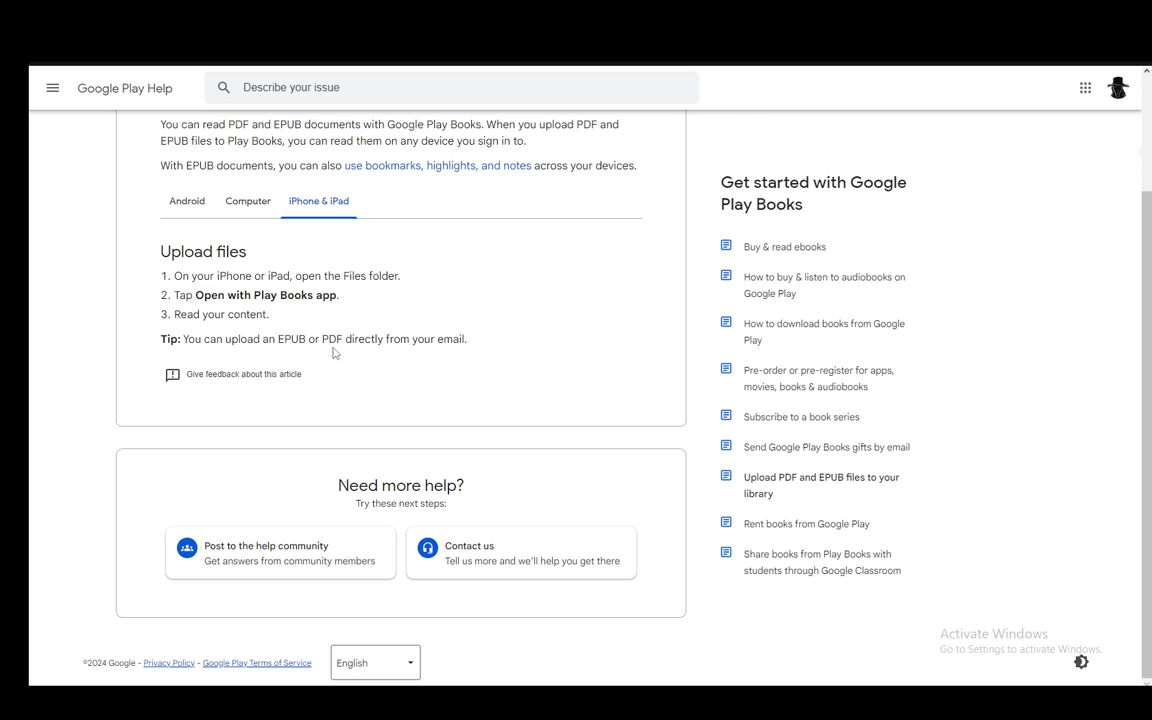 Google Play Help
Describe your issue
You can read PDF and EPUB documents with Google Play Books. When you upload PDF and
EPUB files to Play Books, you can read them on any device you sign in to.
With EPUB documents, you can also use bookmarks, highlights, and notes across your devices.
Android
Computer
iPhone & iPad
Upload files
1. On your iPhone or iPad, open the Files folder.
2. Tap Open with Play Books app.
3. Read your content.
Tip: You can upload an EPUB or PDF directly from your email.
Give feedback about this article
Need more help?
Try these next steps:
Post to the help community
Get answers from community members
Contact us
Tell us more and we'll help you get there
Get started with Google
Play Books
Buy & read ebooks
How to buy & listen to audiobooks on
Google Play
How to download books from Google
Play
Pre-order or pre-register for apps,
movies, books & audiobooks
Subscribe to a book series
Send Google Play Books gifts by email
Upload PDF and EPUB files to your
library
Rent books from Google Play
Share books from Play Books with
students through Google Classroom
Activate Windows
Go to Settings to activate Windows.
©2024 Google - Privacy Policy - Google Play Terms of Service
English